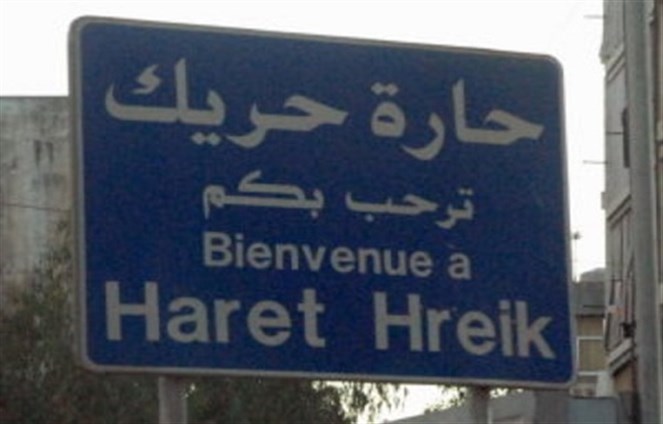 حارة حريك
ترحب بكم
Bienvenue à
Haret Hreik